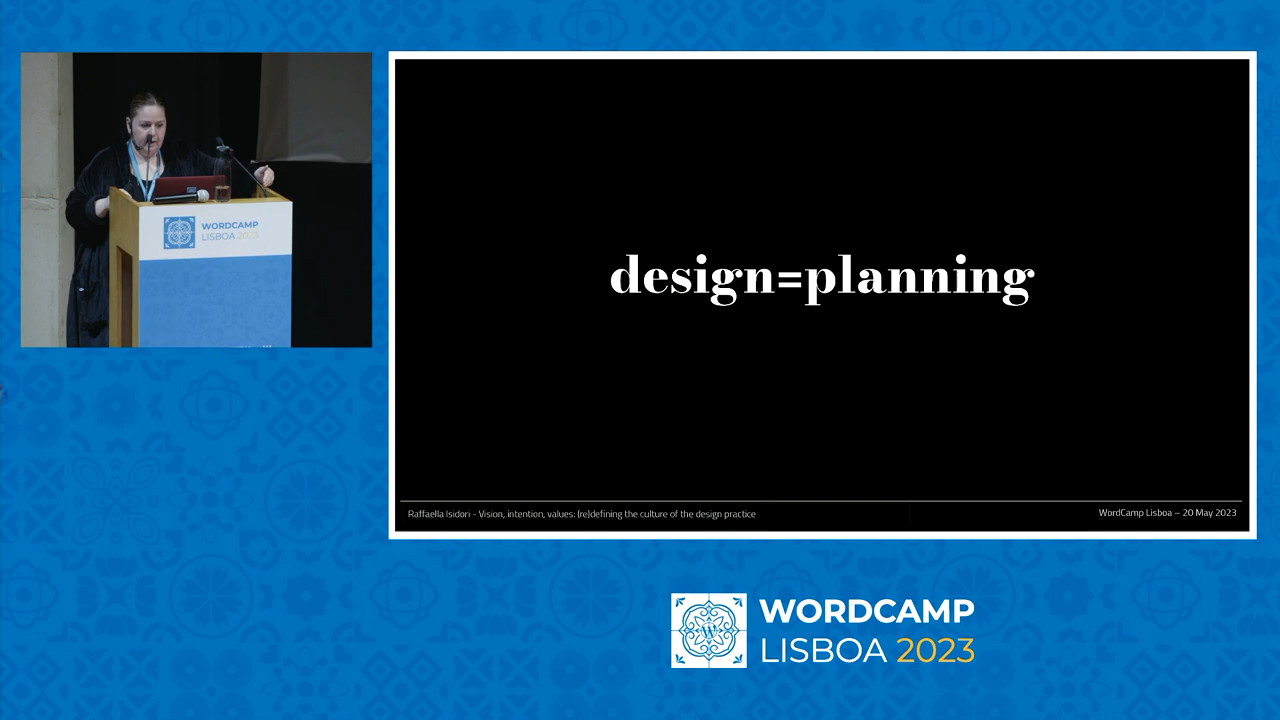 WORDCAMP
LISBOA 2023
design=planning
Raffaella Isidori - Vision, intention, values: (re)defining the culture of the design practice
WordCamp Lisboa – 20 May 2023
WORDCAMP
LISBOA 2023